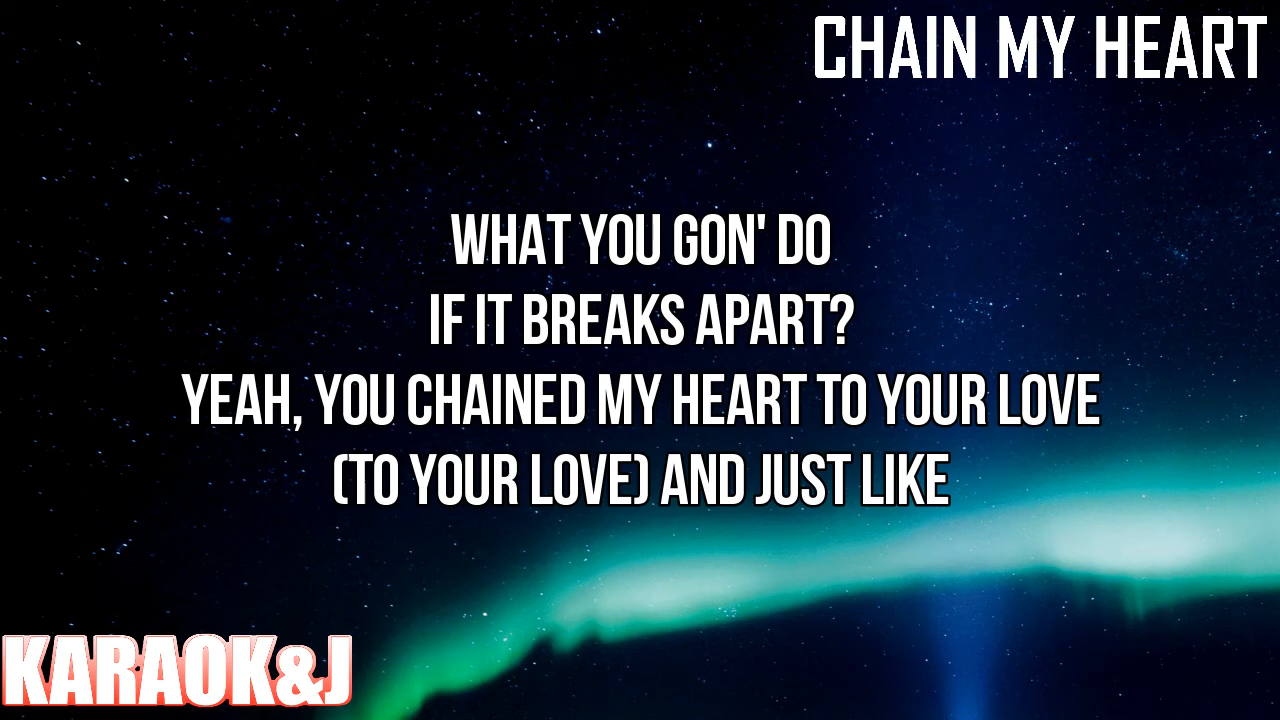 CHAIN MY HEART
WHAT YOU GON' DO
IF IT BREAKS APART?
YEAH, YOU CHAINED MY HEART TO YOUR LOVE
(TO YOUR LOVE) AND JUST LIKE
KARAOK&J